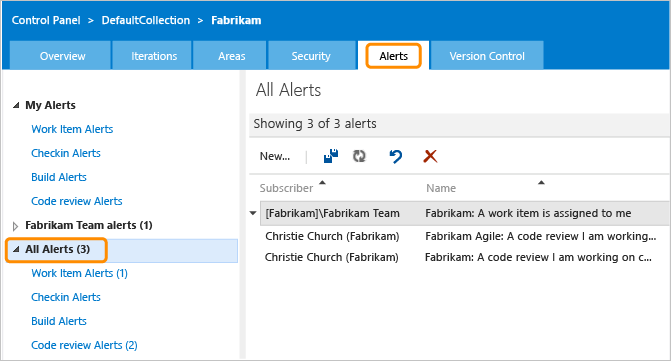 Control Panel > DefaultCollection > Fabrikam
Overview Iterations Areas Security Alerts Version Control
My Alerts
Work Item Alerts
Checkin Alerts
Build Alerts
Code review Alerts
Fabrikam Team alerts (1)
All Alerts (3)
Work Item Alerts (1)
Checkin Alerts
Build Alerts
Code review Alerts (2)
All Alerts
Showing 3 of 3 alerts
New...
Subscriber Name
[Fabrikam]\Fabrikam Team Fabrikam: A work item is assigned to me
Christie Church (Fabrikam) Fabrikam Agile: A code review I am working...
Christie Church (Fabrikam) Fabrikam: A code review I am working on c...